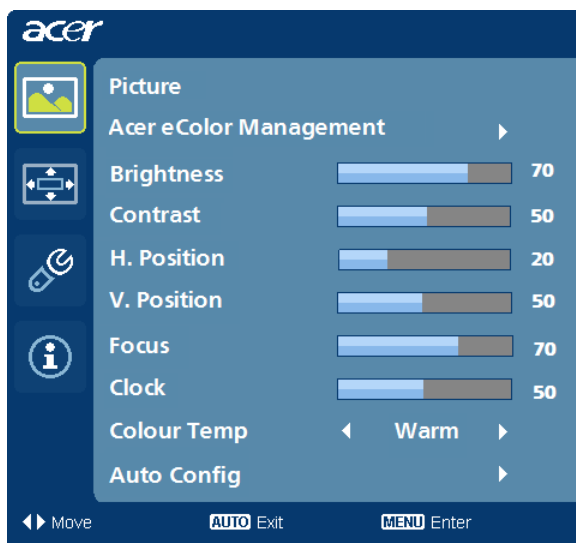 acer
Picture
Acer eColor Management
Brightness 70
Contrast 50
H. Position 20
V. Position 50
Focus 70
Clock 50
Colour Temp Warm
Auto Config
Move AUTO Exit MENU Enter